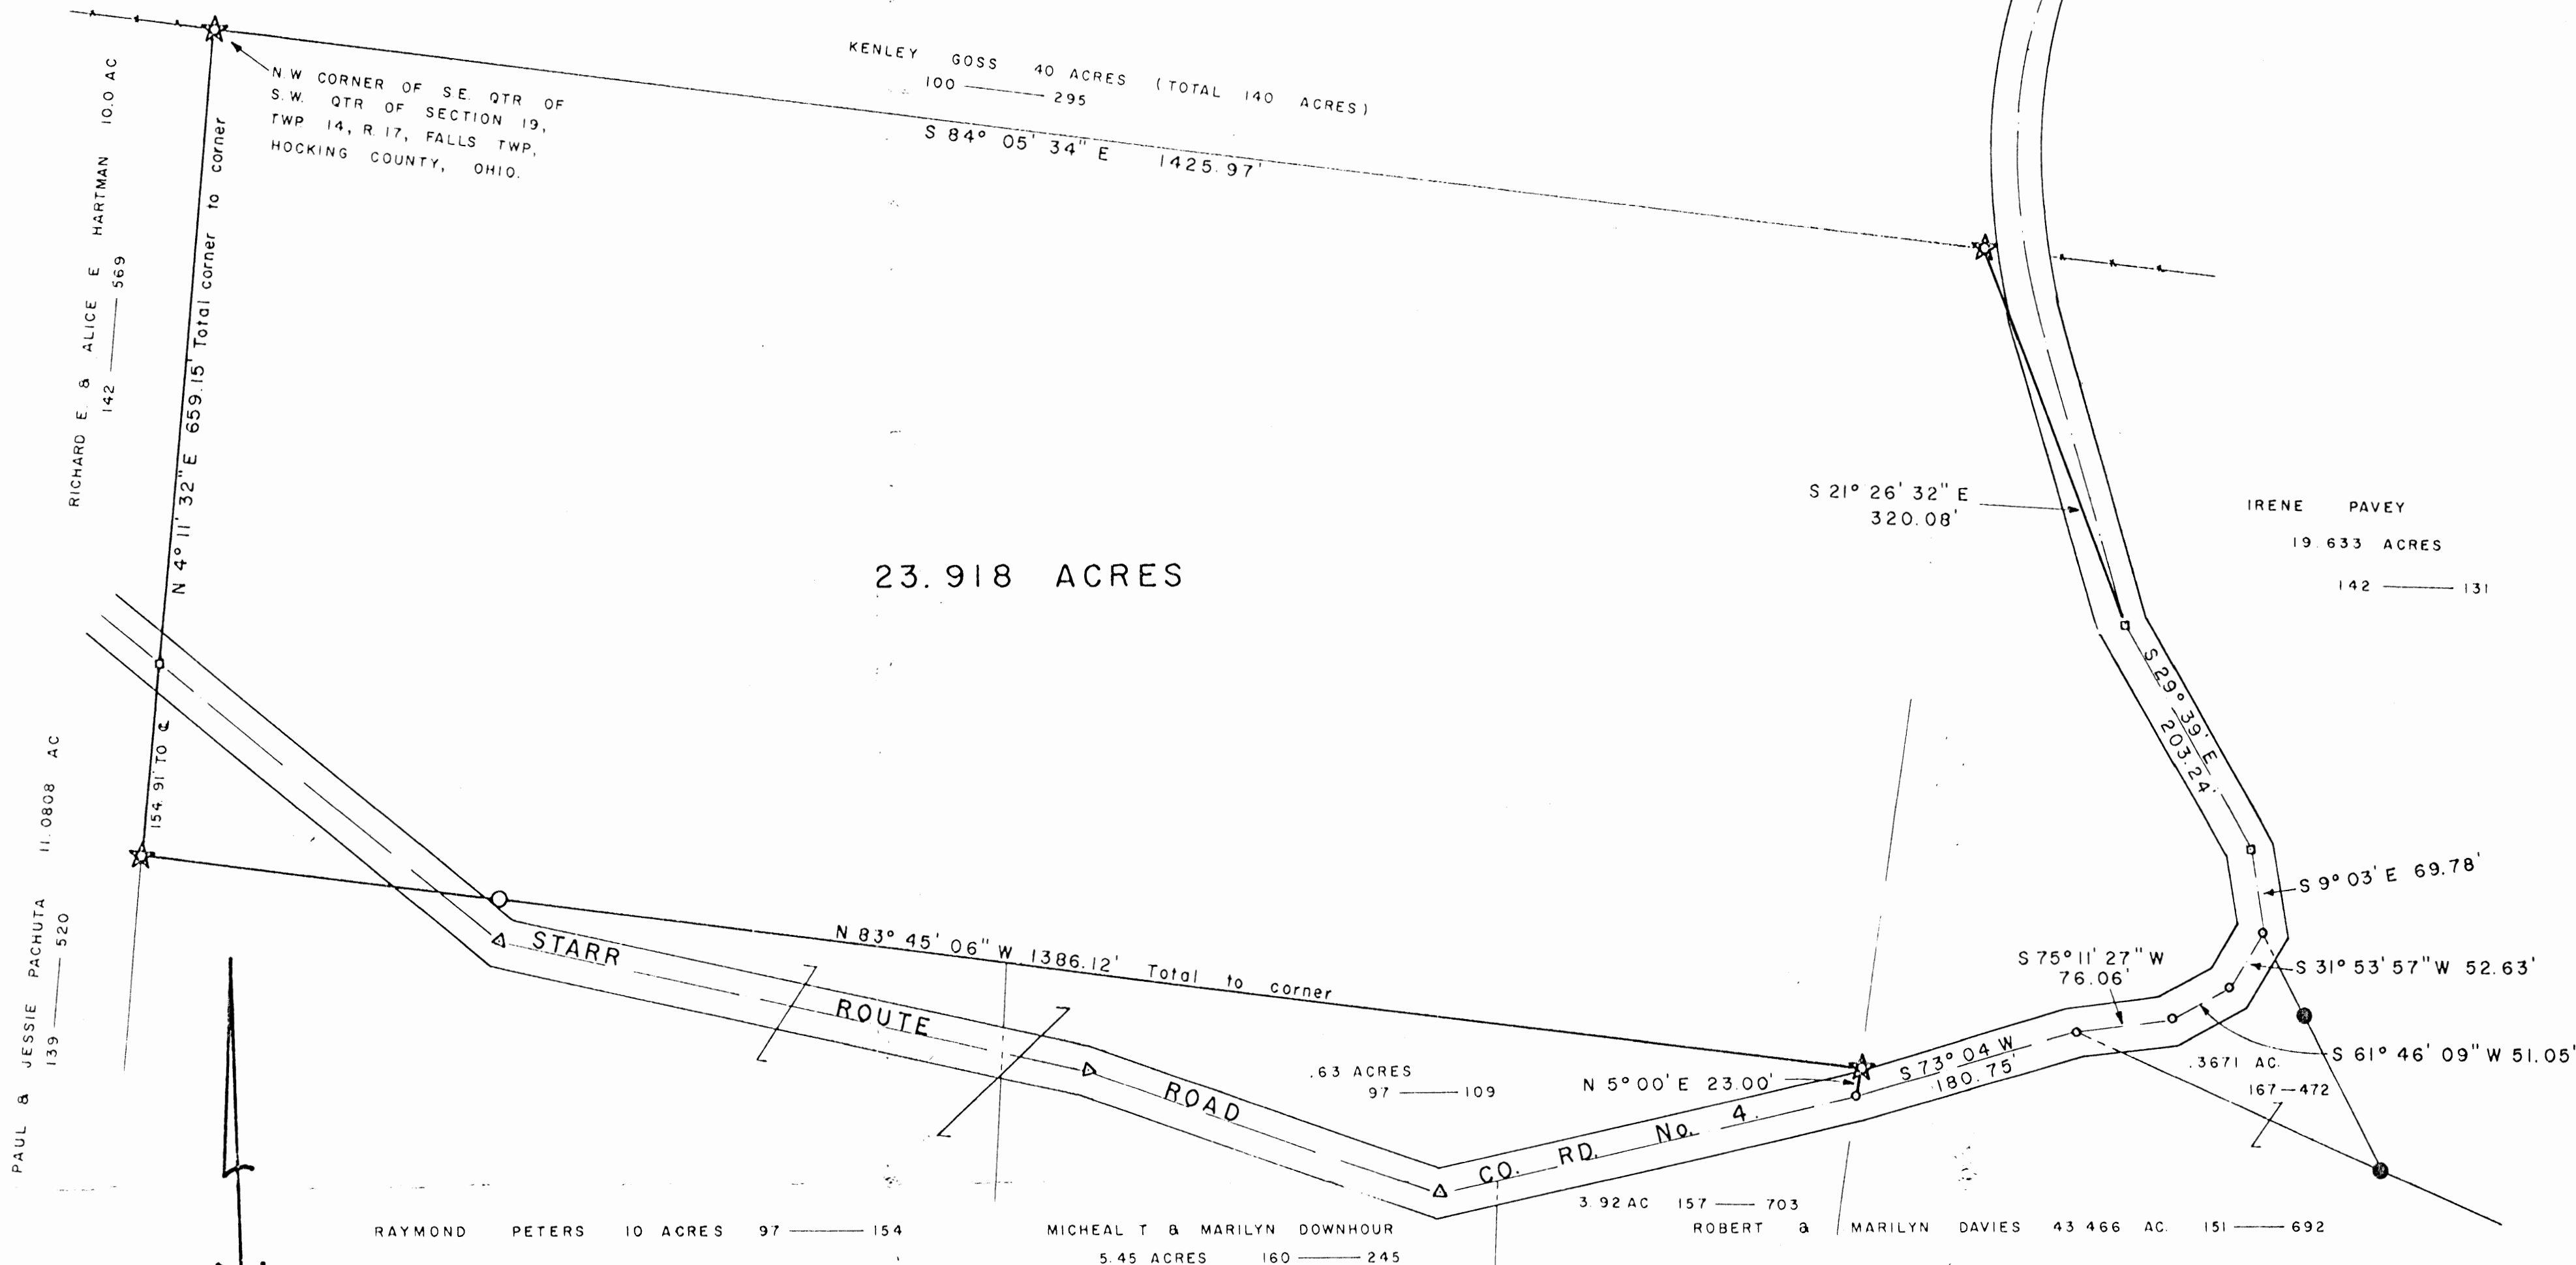 KENLEY GOSS 40 ACRES (TOTAL 140 ACRES)
100 — 295
S 84° 05' 34" E 1425.97'
N.W CORNER OF S.E. QTR OF
S.W. QTR OF SECTION 19,
TWP. 14, R. 17, FALLS TWP,
HOCKING COUNTY, OHIO.
RICHARD E. & ALICE E HARTMAN 10.0 AC
142 — 569
N 4° 11' 32" E 659.15' Total corner to corner
154.91' TO ℄
PAUL & JESSIE PACHUTA 11.0808 AC
139 — 520
23.918 ACRES
S 21° 26' 32" E
320.08'
IRENE PAVEY
19.633 ACRES
142 — 131
S 29° 39' E
203.24'
S 9° 03' E 69.78'
S 31° 53' 57" W 52.63'
S 75° 11' 27" W
76.06'
S 61° 46' 09" W 51.05'
.3671 AC.
167—472
S 73° 04 W
180.75'
N 5° 00' E 23.00'
N 83° 45' 06" W 1386.12' Total to corner
STARR ROUTE ROAD CO. RD. No. 4.
.63 ACRES
97 — 109
3.92 AC 157 — 703
RAYMOND PETERS 10 ACRES 97 — 154
MICHEAL T & MARILYN DOWNHOUR
5.45 ACRES 160 — 245
ROBERT & MARILYN DAVIES 43 466 AC. 151 — 692